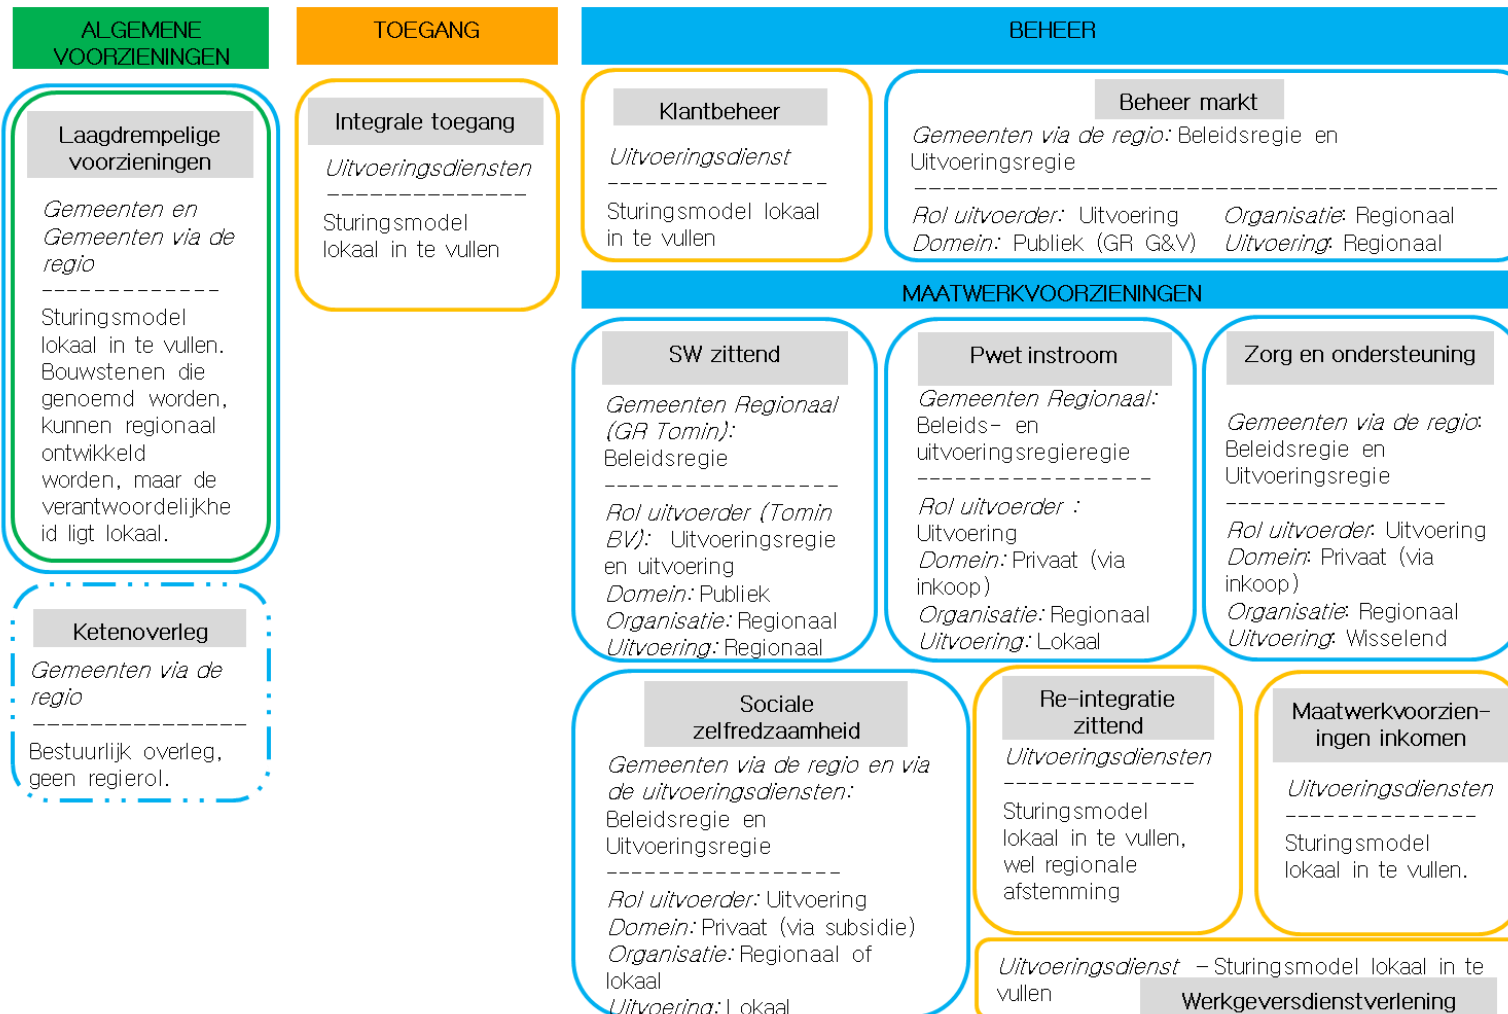 ALGEMENE
VOORZIENINGEN
Laagdrempelige
voorzieningen
Gemeenten en
Gemeenten via de
regio
-------------
Sturingsmodel
lokaal in te vullen.
Bouwstenen die
genoemd worden,
kunnen regionaal
ontwikkeld
worden, maar de
verantwoordelijkhe
id ligt lokaal.
Ketenoverleg
Gemeenten via de
regio
---------------
Bestuurlijk overleg,
geen regierol.
TOEGANG
Integrale toegang
Uitvoeringsdiensten
--------------
Sturingsmodel
lokaal in te vullen
BEHEER
Klantbeheer
Uitvoeringsdienst
----------------
Sturingsmodel lokaal
in te vullen
Beheer markt
Gemeenten via de regio: Beleidsregie en
Uitvoeringsregie
-----------------------------------------
Rol uitvoerder: Uitvoering Organisatie: Regionaal
Domein: Publiek (GR G&V) Uitvoering: Regionaal
MAATWERKVOORZIENINGEN
SW zittend
Gemeenten Regionaal
(GR Tomin):
Beleidsregie
-----------------
Rol uitvoerder (Tomin
BV): Uitvoeringsregie
en uitvoering
Domein: Publiek
Organisatie: Regionaal
Uitvoering: Regionaal
Pwet instroom
Gemeenten Regionaal:
Beleids- en
uitvoeringsregieregie
-----------------
Rol uitvoerder :
Uitvoering
Domein: Privaat (via
inkoop)
Organisatie: Regionaal
Uitvoering: Lokaal
Zorg en ondersteuning
Gemeenten via de regio:
Beleidsregie en
Uitvoeringsregie
----------------
Rol uitvoerder: Uitvoering
Domein: Privaat (via
inkoop)
Organisatie: Regionaal
Uitvoering: Wisselend
Sociale
zelfredzaamheid
Gemeenten via de regio en via
de uitvoeringsdiensten:
Beleidsregie en
Uitvoeringsregie
-----------------
Rol uitvoerder: Uitvoering
Domein: Privaat (via subsidie)
Organisatie: Regionaal of
lokaal
Uitvoering: Lokaal
Re-integratie
zittend
Uitvoeringsdiensten
--------------
Sturingsmodel
lokaal in te vullen,
wel regionale
afstemming
Maatwerkvoorzien-
ingen inkomen
Uitvoeringsdiensten
--------------
Sturingsmodel
lokaal in te vullen.
Uitvoeringsdienst - Sturingsmodel lokaal in te
vullen
Werkgeversdienstverlening